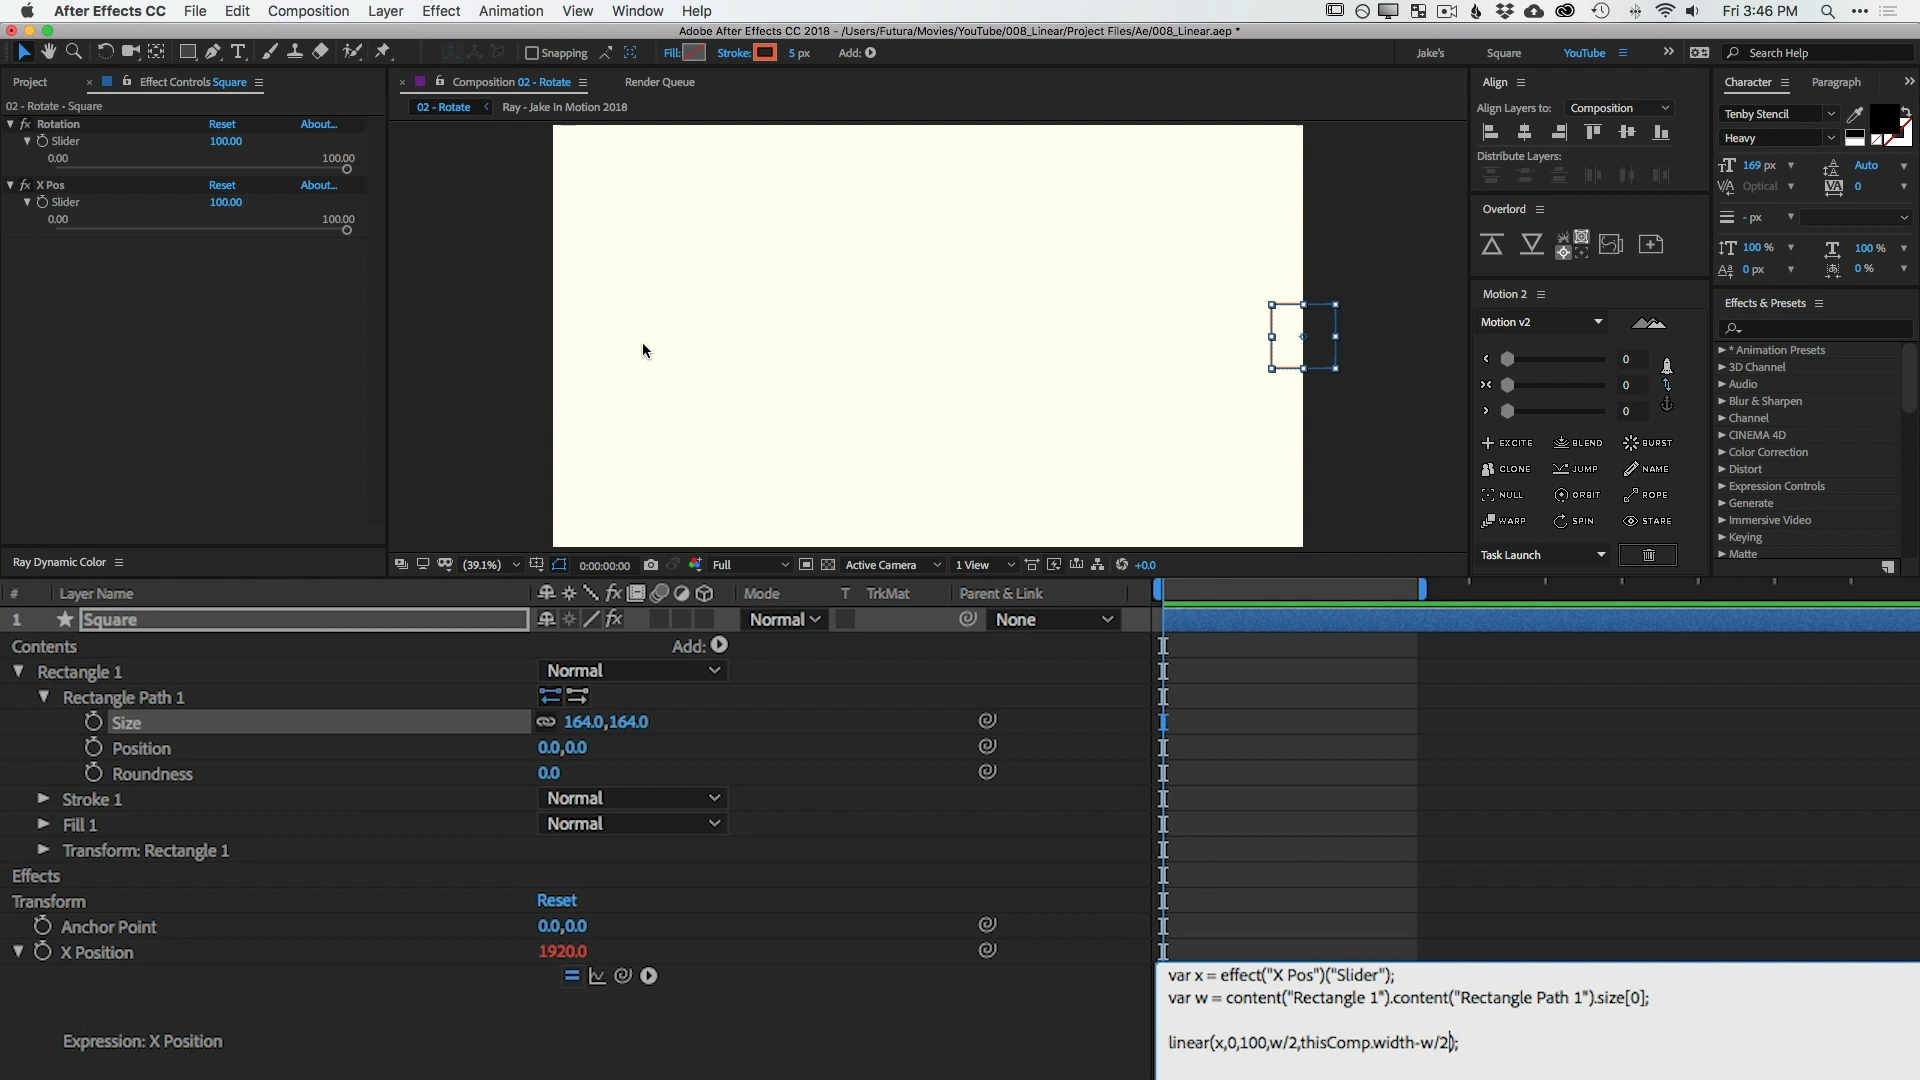 After Effects CC File Edit Composition Layer Effect Animation View Window Help Fri 3:46 PM
Adobe After Effects CC 2018 - /Users/Futura/Movies/YouTube/008_Linear/Project Files/Ae/008_Linear.aep *
Snapping Fill: Stroke: 5 px Add: Jake's Square YouTube Search Help
Project Effect Controls Square Composition 02 - Rotate Render Queue
02 - Rotate • Square
02 - Rotate Ray - Jake In Motion 2018
fx Rotation Reset About...
Slider 100.00
0.00 100.00
fx X Pos Reset About...
Slider 100.00
0.00 100.00
Align
Align Layers to: Composition
Distribute Layers:
Overlord
Motion 2
Motion v2
0
0
0
EXCITE BLEND BURST
CLONE JUMP NAME
NULL ORBIT ROPE
WARP SPIN STARE
Task Launch
Character Paragraph
Tenby Stencil
Heavy
169 px Auto
Optical 0
- px
100 % 100 %
0 px 0 %
Effects & Presets
* Animation Presets
3D Channel
Audio
Blur & Sharpen
Channel
CINEMA 4D
Color Correction
Distort
Expression Controls
Generate
Immersive Video
Keying
Matte
Ray Dynamic Color
(39.1%) 0:00:00:00 Full Active Camera 1 View +0.0
# Layer Name fx Mode T TrkMat Parent & Link
1 Square fx Normal None
Contents Add:
Rectangle 1 Normal
Rectangle Path 1
Size 164.0,164.0
Position 0.0,0.0
Roundness 0.0
Stroke 1 Normal
Fill 1 Normal
Transform: Rectangle 1
Effects
Transform Reset
Anchor Point 0.0,0.0
X Position 1920.0
Expression: X Position
var x = effect("X Pos")("Slider");
var w = content("Rectangle 1").content("Rectangle Path 1").size[0];
linear(x,0,100,w/2,thisComp.width-w/2);